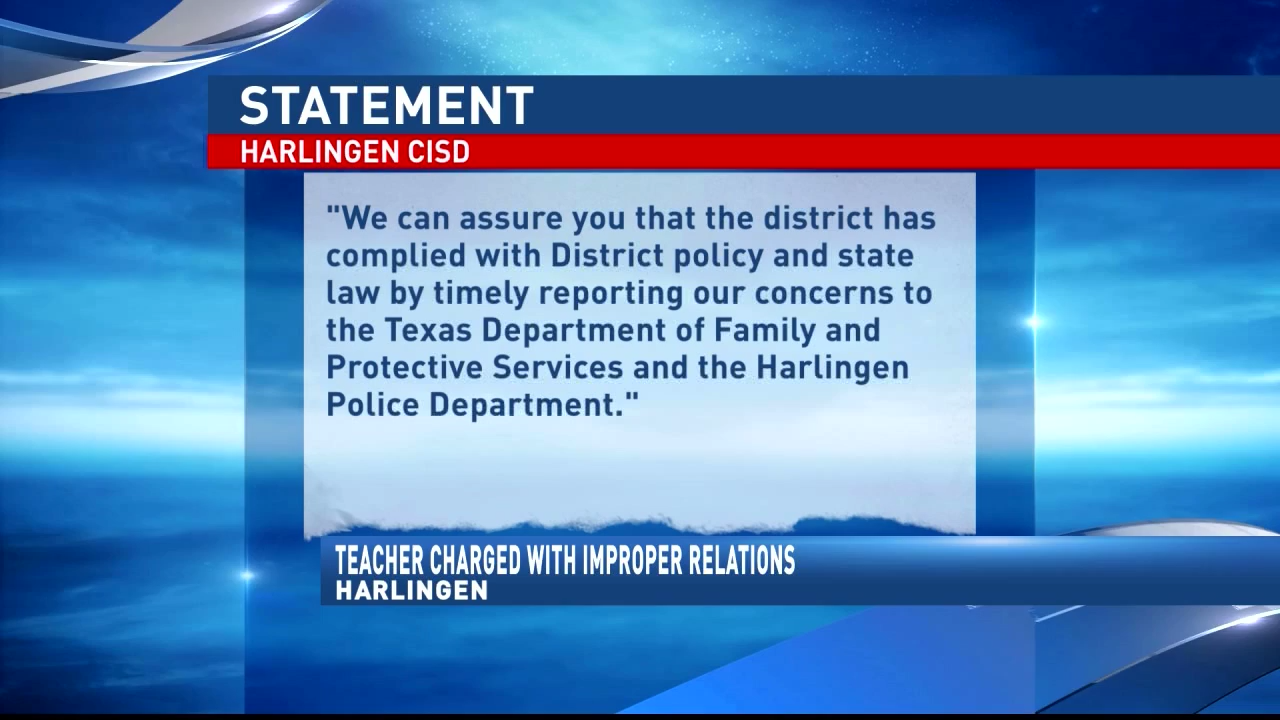 STATEMENT
HARLINGEN CISD
"We can assure you that the district has
complied with District policy and state
law by timely reporting our concerns to
the Texas Department of Family and
Protective Services and the Harlingen
Police Department."
TEACHER CHARGED WITH IMPROPER RELATIONS
HARLINGEN